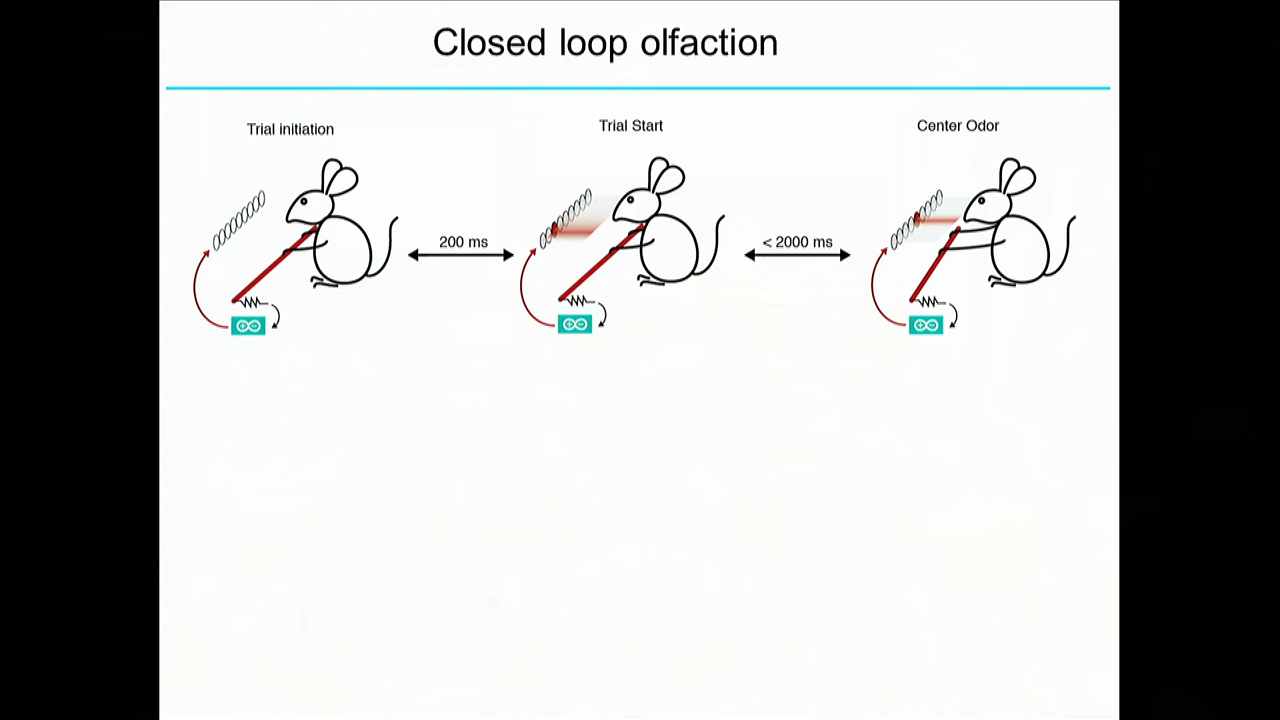 Closed loop olfaction
Trial initiation
Trial Start
Center Odor
200 ms
< 2000 ms